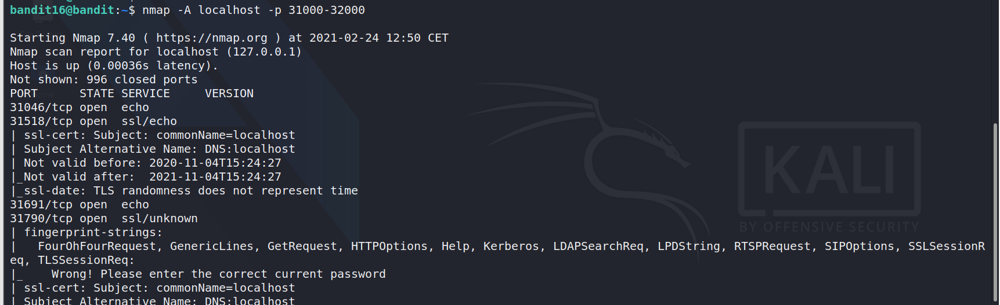 bandit16@bandit:~$ nmap -A localhost -p 31000-32000
Starting Nmap 7.40 ( https://nmap.org ) at 2021-02-24 12:50 CET
Nmap scan report for localhost (127.0.0.1)
Host is up (0.00036s latency).
Not shown: 996 closed ports
PORT      STATE SERVICE     VERSION
31046/tcp open  echo
31518/tcp open  ssl/echo
| ssl-cert: Subject: commonName=localhost
| Subject Alternative Name: DNS:localhost
| Not valid before: 2020-11-04T15:24:27
|_Not valid after:  2021-11-04T15:24:27
|_ssl-date: TLS randomness does not represent time
31691/tcp open  echo
31790/tcp open  ssl/unknown
| fingerprint-strings:
|   FourOhFourRequest, GenericLines, GetRequest, HTTPOptions, Help, Kerberos, LDAPSearchReq, LPDString, RTSPRequest, SIPOptions, SSLSessionR
eq, TLSSessionReq:
|_    Wrong! Please enter the correct current password
| ssl-cert: Subject: commonName=localhost
| Subject Alternative Name: DNS:localhost
KALI
BY OFFENSIVE SECURITY